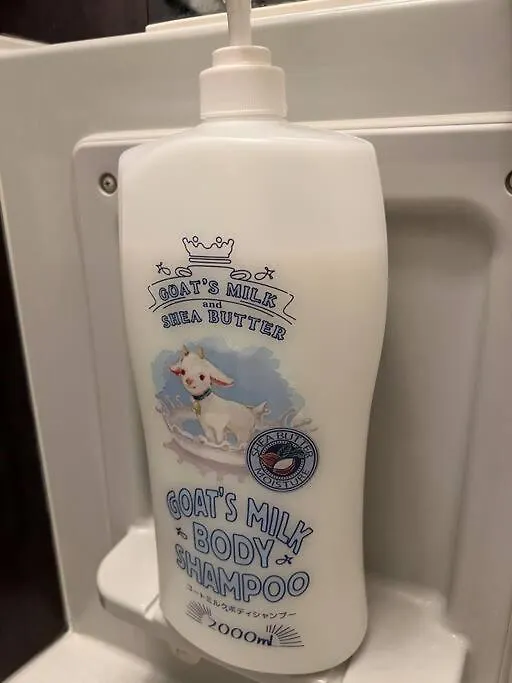 GOAT'S MILK
and
SHEA BUTTER
SHEA BUTTER
MOISTURE
GOAT'S MILK
BODY
SHAMPOO
ゴートミルクボディシャンプー
2000ml